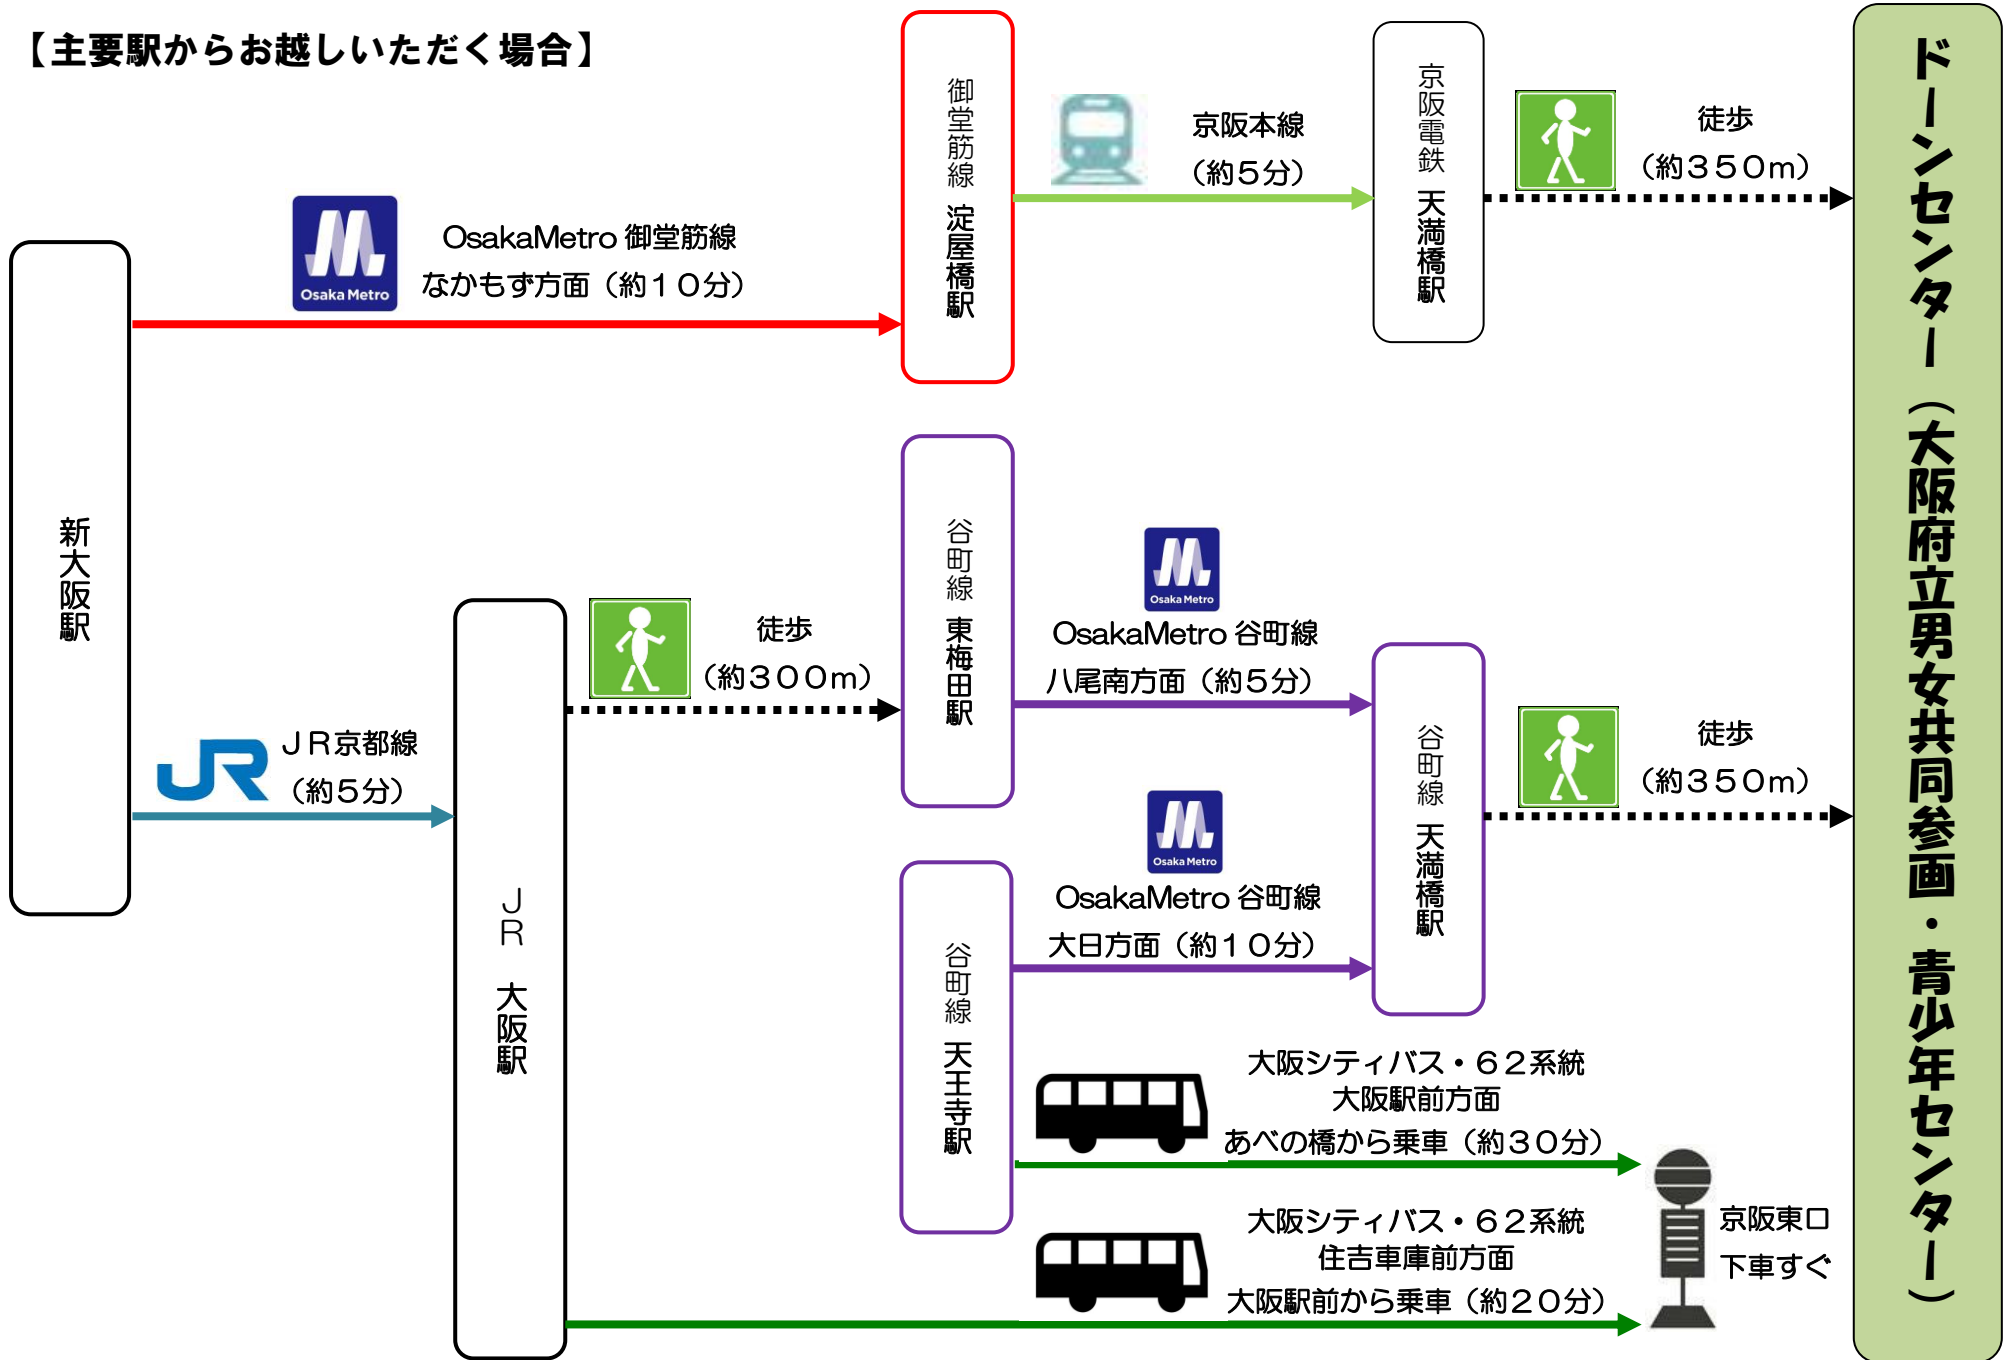 【主要駅からお越しいただく場合】
新大阪駅
Osaka Metro
OsakaMetro 御堂筋線
なかもず方面（約１０分）
御堂筋線 淀屋橋駅
京阪本線
（約５分）
京阪電鉄 天満橋駅
徒歩
（約３５０ｍ）
JR
ＪＲ京都線
（約５分）
ＪＲ 大阪駅
徒歩
（約３００ｍ）
谷町線 東梅田駅
Osaka Metro
OsakaMetro 谷町線
八尾南方面（約５分）
谷町線 天王寺駅
Osaka Metro
OsakaMetro 谷町線
大日方面（約１０分）
谷町線 天満橋駅
徒歩
（約３５０ｍ）
大阪シティバス・６２系統
大阪駅前方面
あべの橋から乗車（約３０分）
大阪シティバス・６２系統
住吉車庫前方面
大阪駅前から乗車（約２０分）
京阪東口
下車すぐ
ドーンセンター（大阪府立男女共同参画・青少年センター）